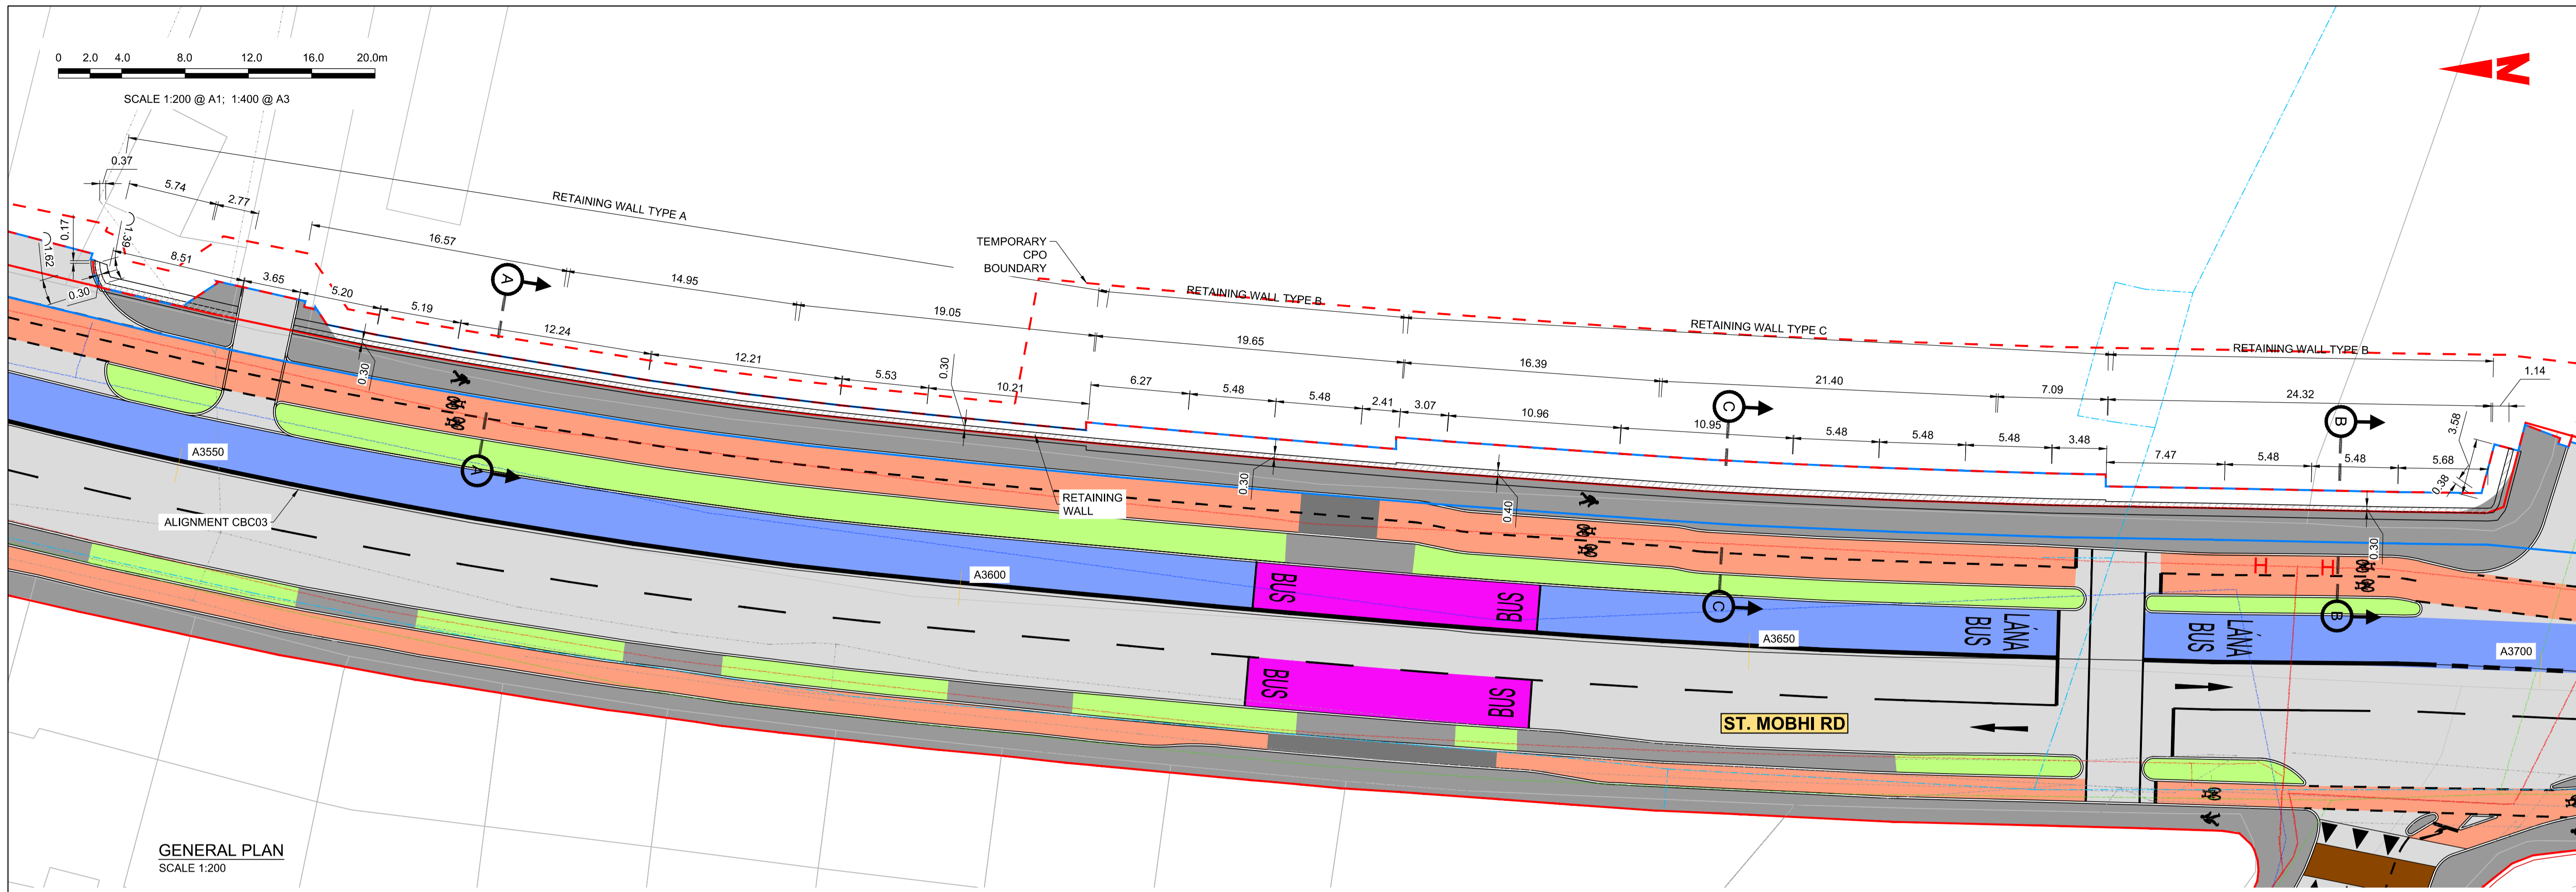 0 2.0 4.0 8.0 12.0 16.0 20.0m
SCALE 1:200 @ A1; 1:400 @ A3
N
0.37
5.74
2.77
RETAINING WALL TYPE A
16.57
14.95
19.05
TEMPORARY
CPO
BOUNDARY
RETAINING WALL TYPE B
RETAINING WALL TYPE C
RETAINING WALL TYPE B
19.65
16.39
21.40
7.09
24.32
1.14
0.17
1.39
1.62
0.30
8.51
3.65
5.20
5.19
12.24
12.21
5.53
10.21
6.27
5.48
5.48
2.41
3.07
10.96
10.95
5.48
5.48
5.48
3.48
7.47
5.48
5.48
5.68
3.58
0.38
A
A
C
C
B
B
0.30
0.30
0.30
0.40
0.30
RETAINING
WALL
A3550
ALIGNMENT CBC03
A3600
A3650
A3700
BUS
BUS
BUS
BUS
LÁNA
BUS
LÁNA
BUS
H H
ST. MOBHI RD
GENERAL PLAN
SCALE 1:200